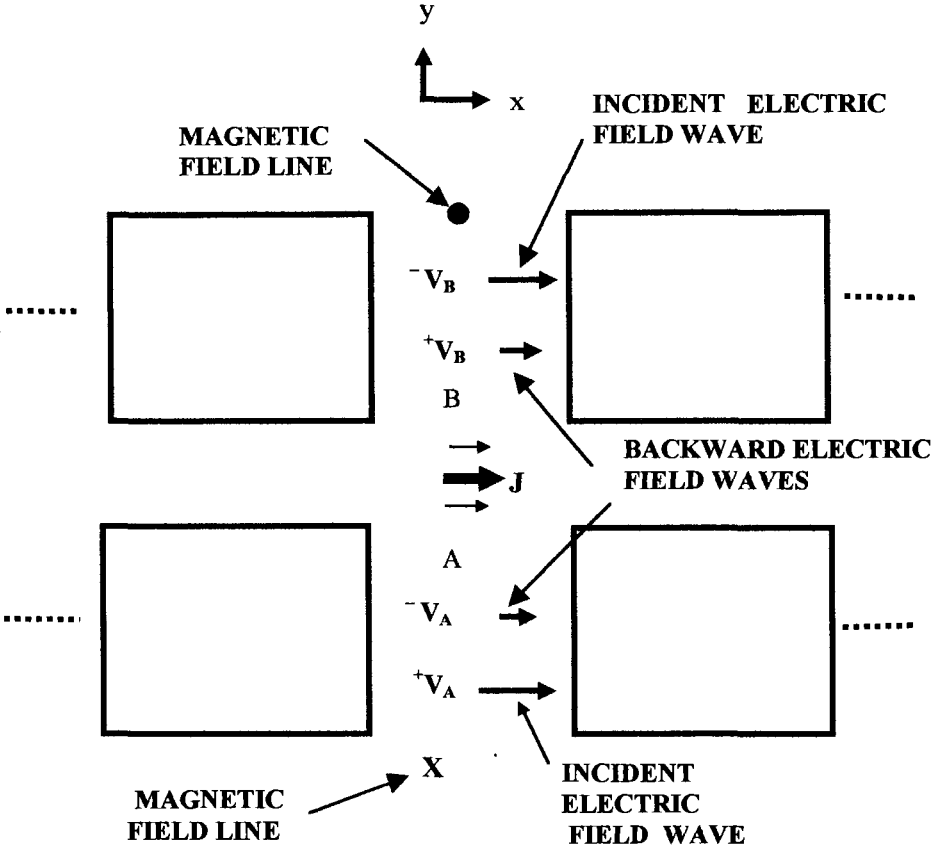 y
x
INCIDENT ELECTRIC
FIELD WAVE
MAGNETIC
FIELD LINE
⁻V_B
⁺V_B
B
BACKWARD ELECTRIC
FIELD WAVES
J
A
⁻V_A
⁺V_A
X
INCIDENT
ELECTRIC
FIELD WAVE
MAGNETIC
FIELD LINE